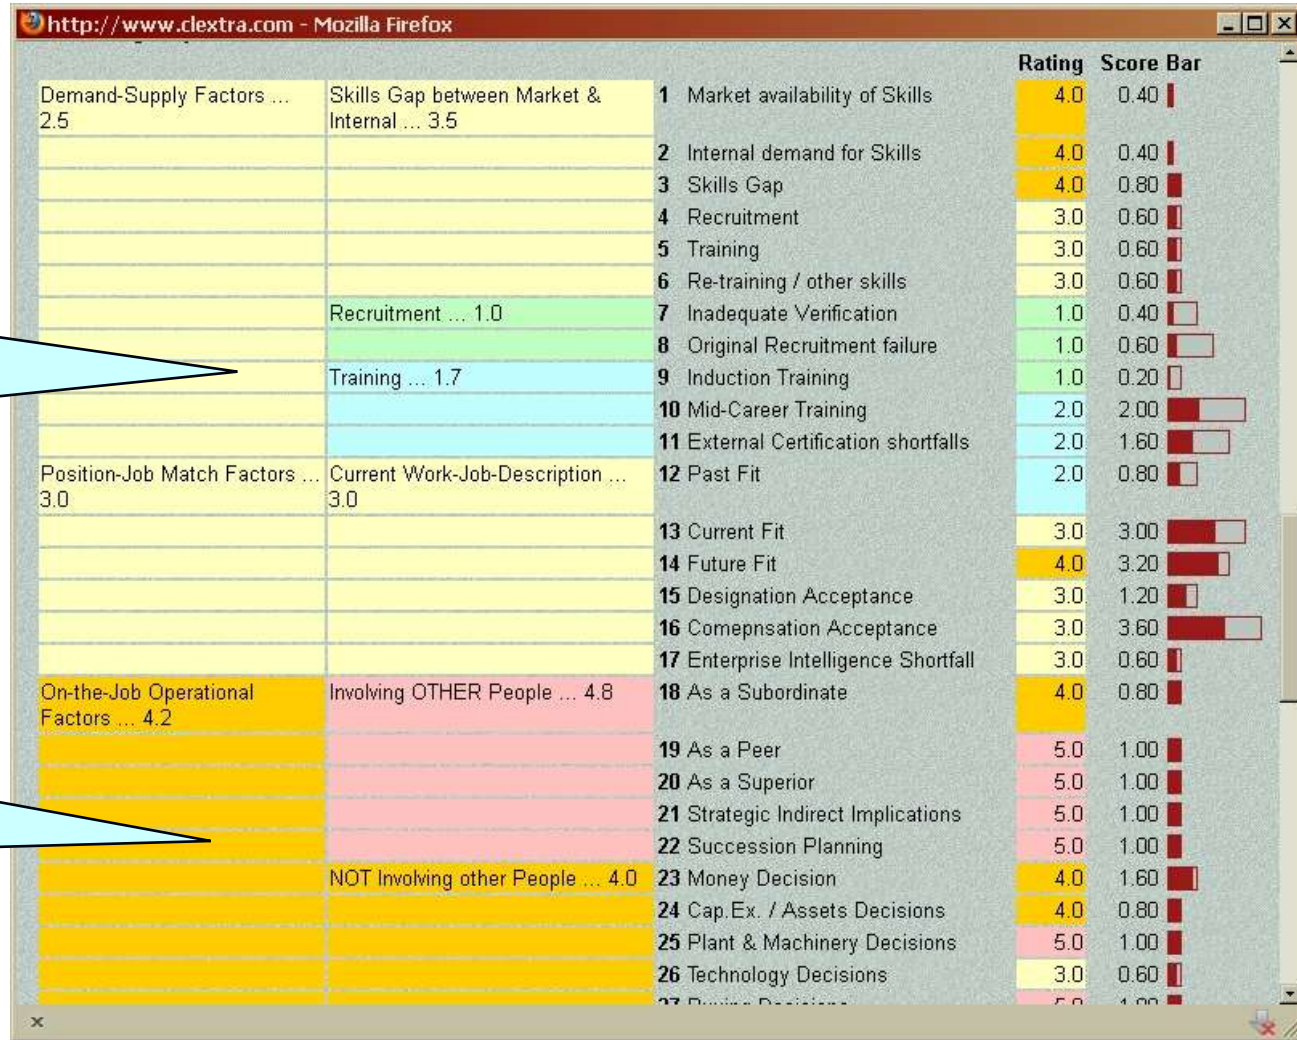 http://www.clextra.com - Mozilla Firefox
Rating Score Bar
Demand-Supply Factors ... Skills Gap between Market & 1 Market availability of Skills 4.0 0.40
2.5 Internal ... 3.5
2 Internal demand for Skills 4.0 0.40
3 Skills Gap 4.0 0.80
4 Recruitment 3.0 0.60
5 Training 3.0 0.60
6 Re-training / other skills 3.0 0.60
Recruitment ... 1.0 7 Inadequate Verification 1.0 0.40
8 Original Recruitment failure 1.0 0.60
Training ... 1.7 9 Induction Training 1.0 0.20
10 Mid-Career Training 2.0 2.00
11 External Certification shortfalls 2.0 1.60
Position-Job Match Factors ... Current Work-Job-Description ... 12 Past Fit 2.0 0.80
3.0 3.0
13 Current Fit 3.0 3.00
14 Future Fit 4.0 3.20
15 Designation Acceptance 3.0 1.20
16 Comepnsation Acceptance 3.0 3.60
17 Enterprise Intelligence Shortfall 3.0 0.60
On-the-Job Operational Involving OTHER People ... 4.8 18 As a Subordinate 4.0 0.80
Factors ... 4.2
19 As a Peer 5.0 1.00
20 As a Superior 5.0 1.00
21 Strategic Indirect Implications 5.0 1.00
22 Succession Planning 5.0 1.00
NOT Involving other People ... 4.0 23 Money Decision 4.0 1.60
24 Cap.Ex. / Assets Decisions 4.0 0.80
25 Plant & Machinery Decisions 5.0 1.00
26 Technology Decisions 3.0 0.60